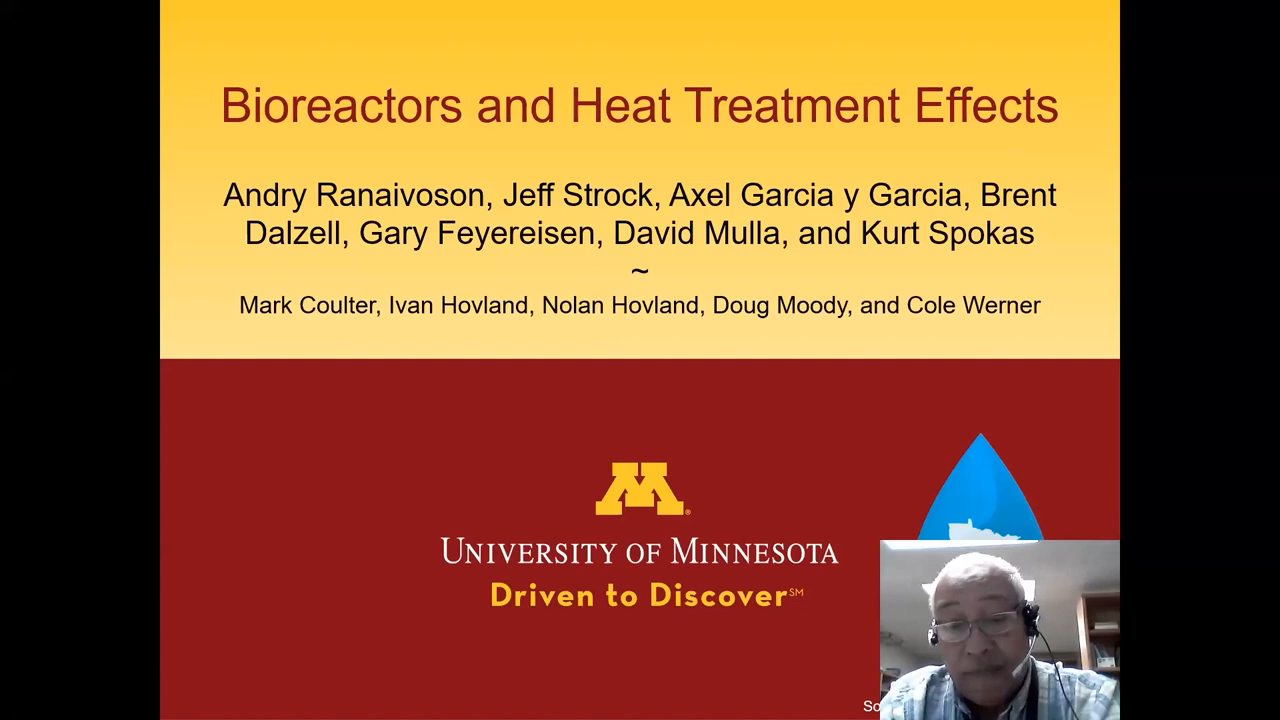 Bioreactors and Heat Treatment Effects
Andry Ranaivoson, Jeff Strock, Axel Garcia y Garcia, Brent
Dalzell, Gary Feyereisen, David Mulla, and Kurt Spokas
~
Mark Coulter, Ivan Hovland, Nolan Hovland, Doug Moody, and Cole Werner
M®
UNIVERSITY OF MINNESOTA
Driven to Discover℠